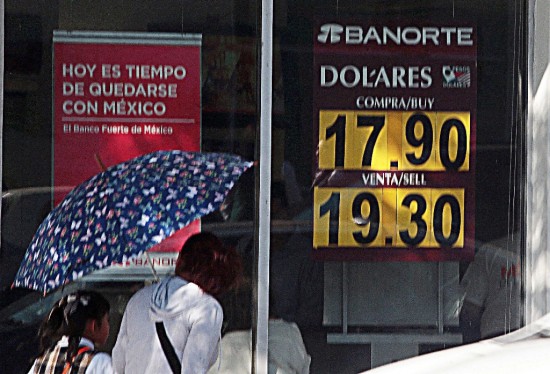 HOY ES TIEMPO
DE QUEDARSE
CON MÉXICO
El Banco Fuerte de México
BANORTE
BANORTE
DOLARES
COMPRA/BUY
17.90
VENTA/SELL
19.30